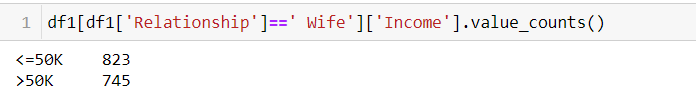 1 df1[df1['Relationship']==' Wife']['Income'].value_counts()
<=50K 823
>50K 745